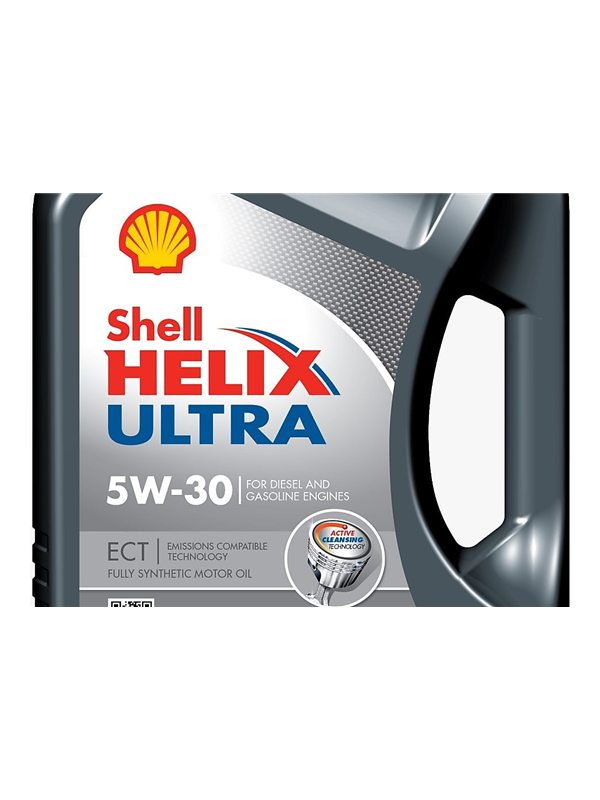 Shell
HELIX
ULTRA
5W-30
FOR DIESEL AND
GASOLINE ENGINES
ECT
EMISSIONS COMPATIBLE
TECHNOLOGY
FULLY SYNTHETIC MOTOR OIL
ACTIVE
CLEANSING
TECHNOLOGY